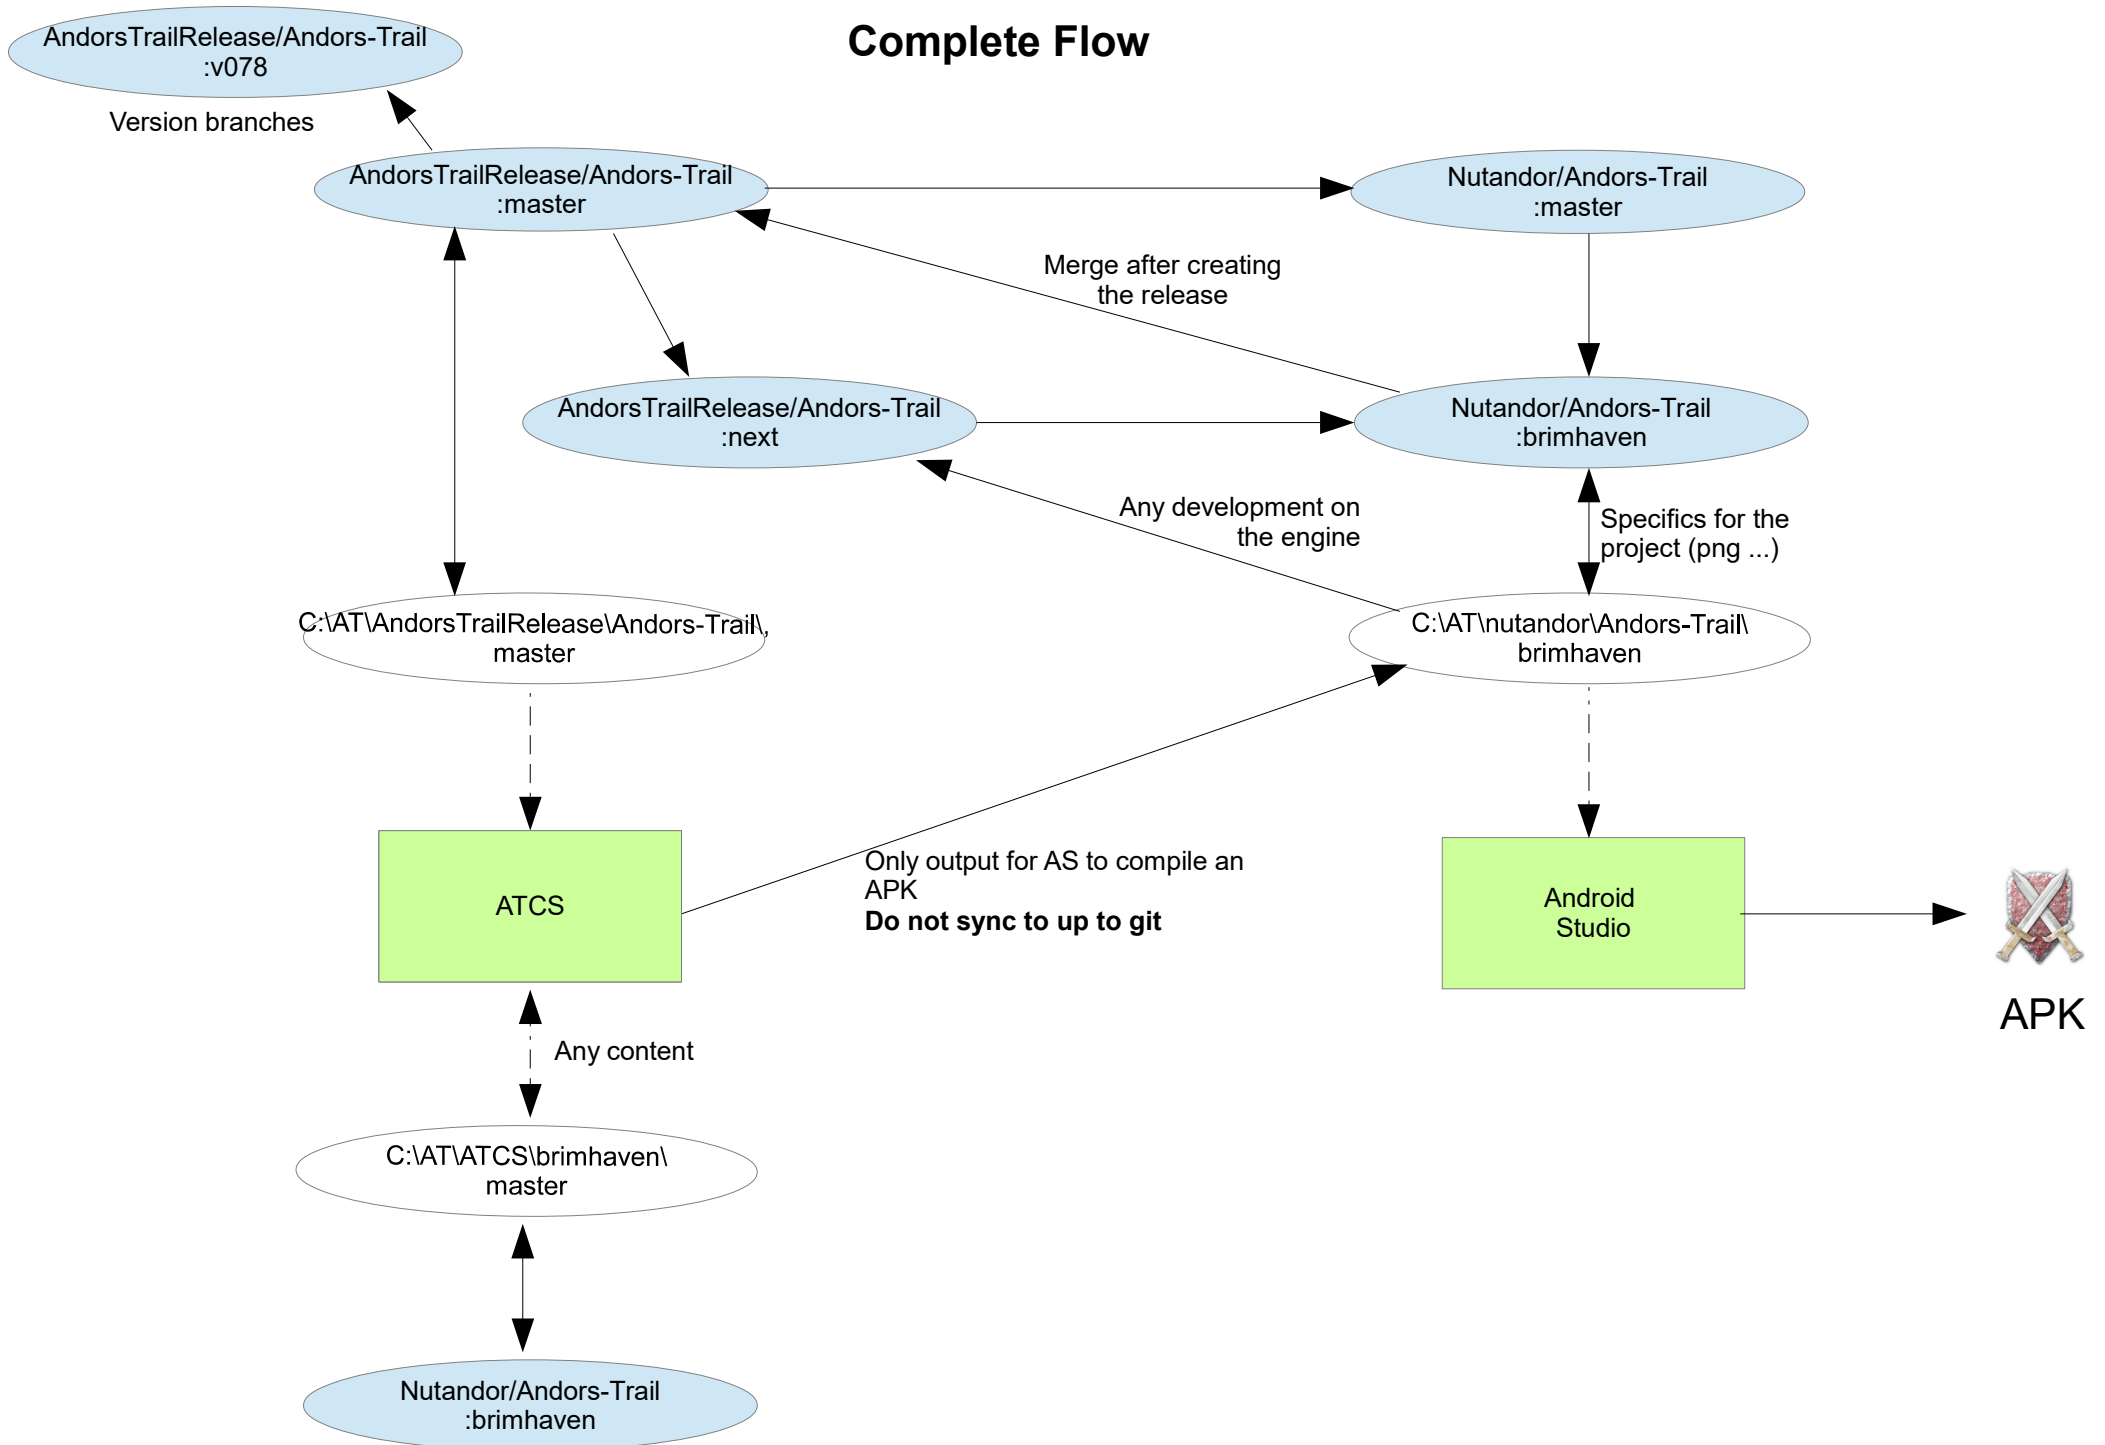 Complete Flow
AndorsTrailRelease/Andors-Trail
:v078
Version branches
AndorsTrailRelease/Andors-Trail
:master
Nutandor/Andors-Trail
:master
Merge after creating
the release
AndorsTrailRelease/Andors-Trail
:next
Nutandor/Andors-Trail
:brimhaven
Any development on
the engine
Specifics for the
project (png ...)
C:\AT\AndorsTrailRelease\Andors-Trail\,
master
C:\AT\nutandor\Andors-Trail\
brimhaven
ATCS
Only output for AS to compile an
APK
Do not sync to up to git
Android
Studio
APK
Any content
C:\AT\ATCS\brimhaven\
master
Nutandor/Andors-Trail
:brimhaven